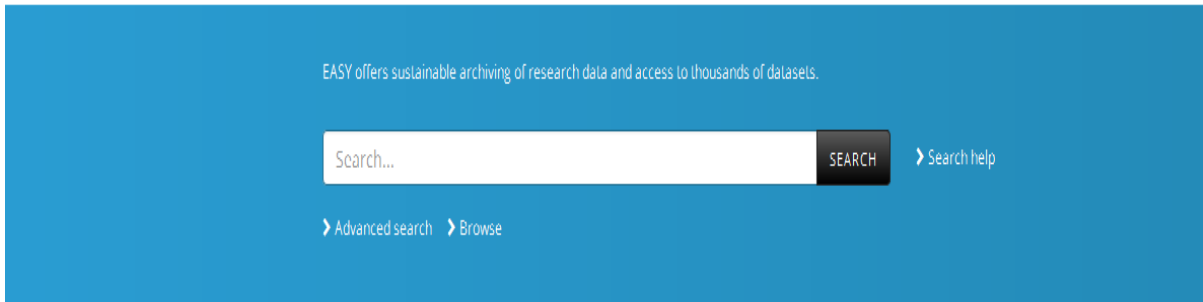 EASY offers sustainable archiving of research data and access to thousands of datasets.
Search... SEARCH Search help
Advanced search Browse